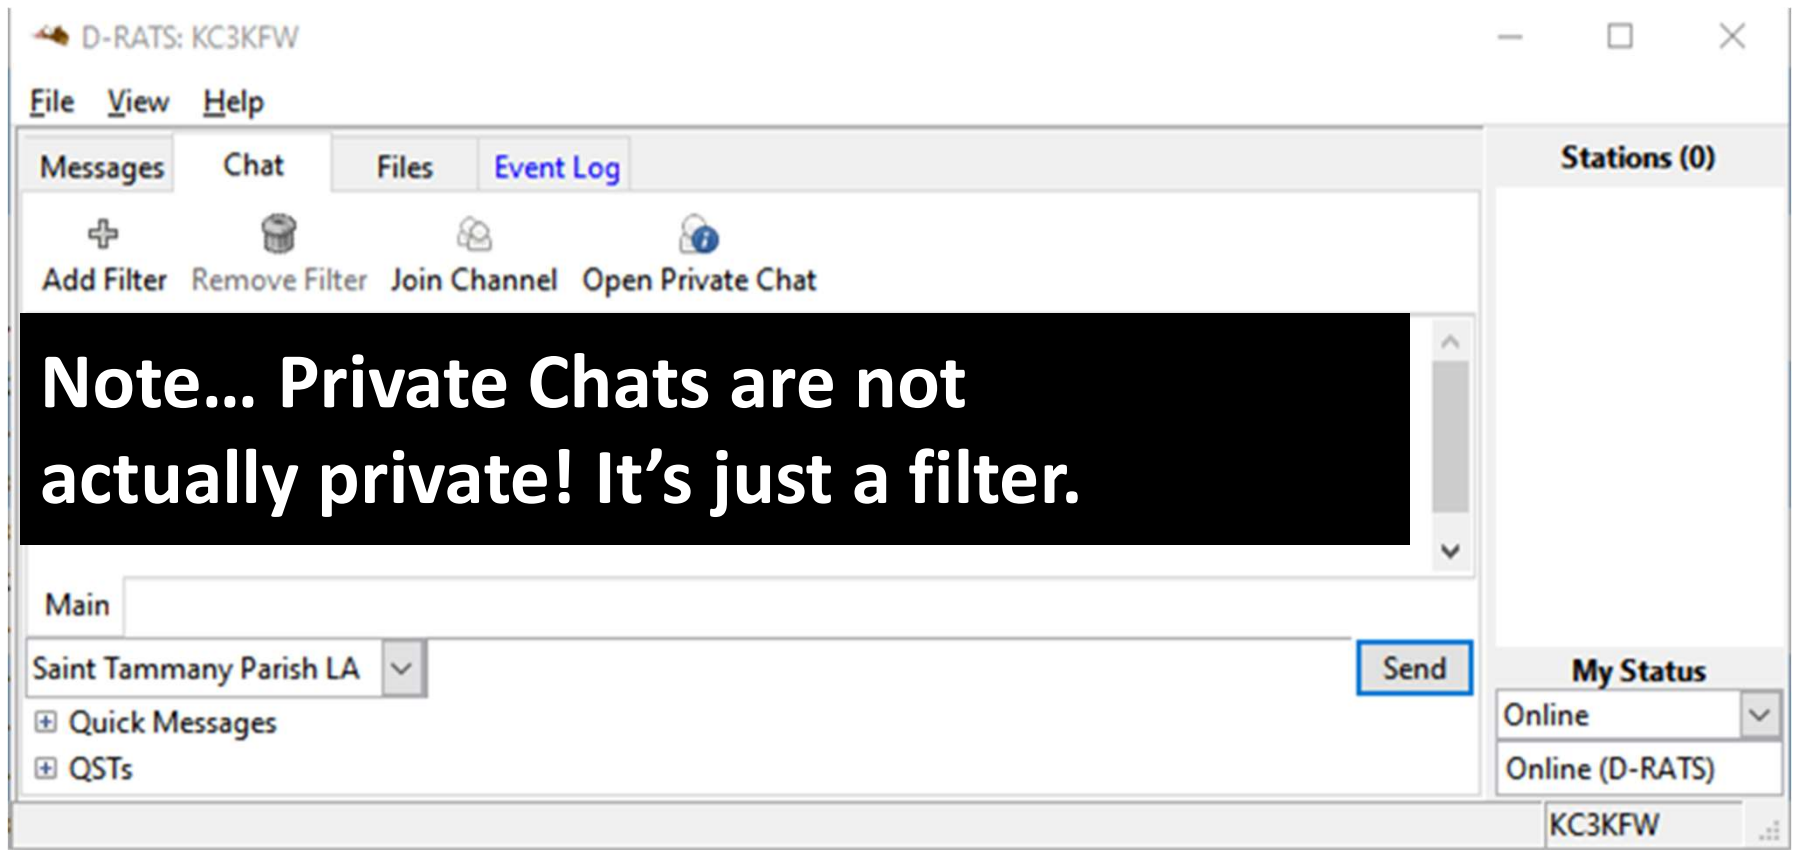 D-RATS: KC3KFW
File View Help
Messages Chat Files Event Log
Stations (0)
Add Filter Remove Filter Join Channel Open Private Chat
Note... Private Chats are not
actually private! It’s just a filter.
Main
Saint Tammany Parish LA
Send
My Status
Quick Messages
Online
QSTs
Online (D-RATS)
KC3KFW